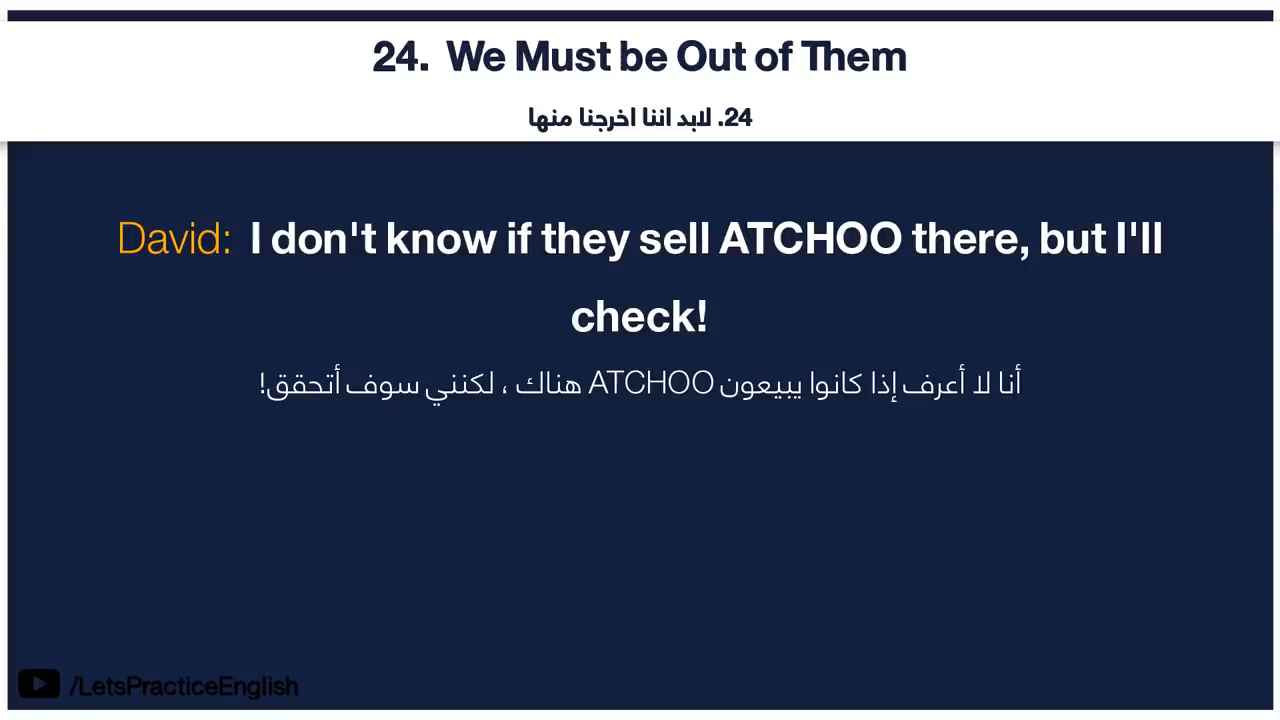 24. We Must be Out of Them
24. لابد اننا اخرجنا منها
David: I don't know if they sell ATCHOO there, but I'll
check!
أنا لا أعرف إذا كانوا يبيعون ATCHOO هناك ، لكنني سوف أتحقق!
/LetsPracticeEnglish